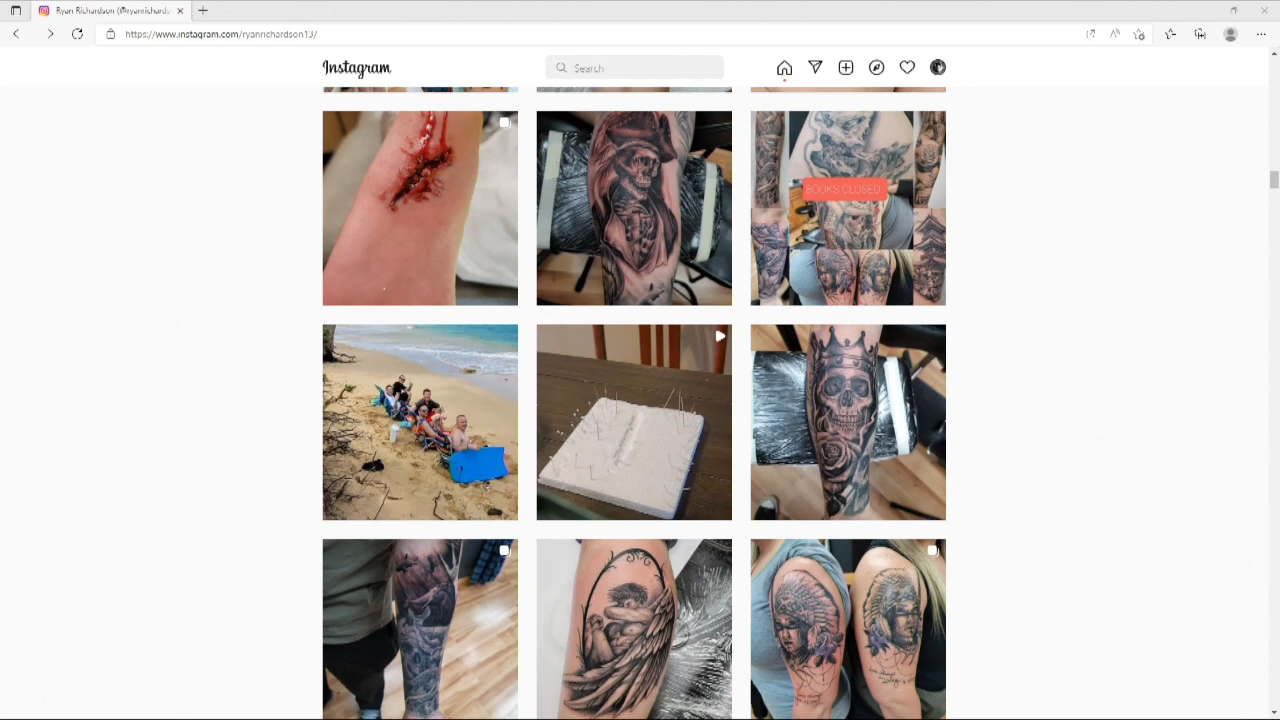 Ryan Richardson (@ryanrichards
https://www.instagram.com/ryanrichardson13/
Instagram
Search
BOOKS CLOSED